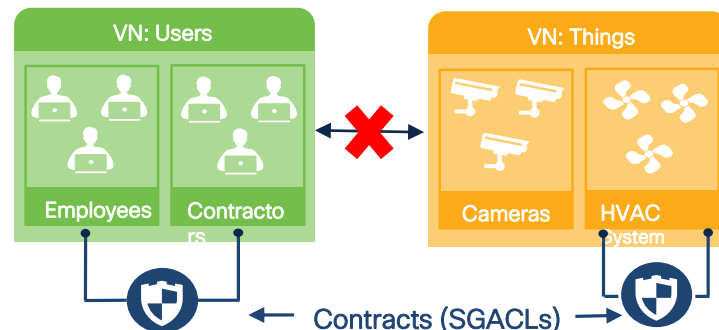 VN: Users
VN: Things
Employees
Contracto
rs
Cameras
HVAC
System
Contracts (SGACLs)